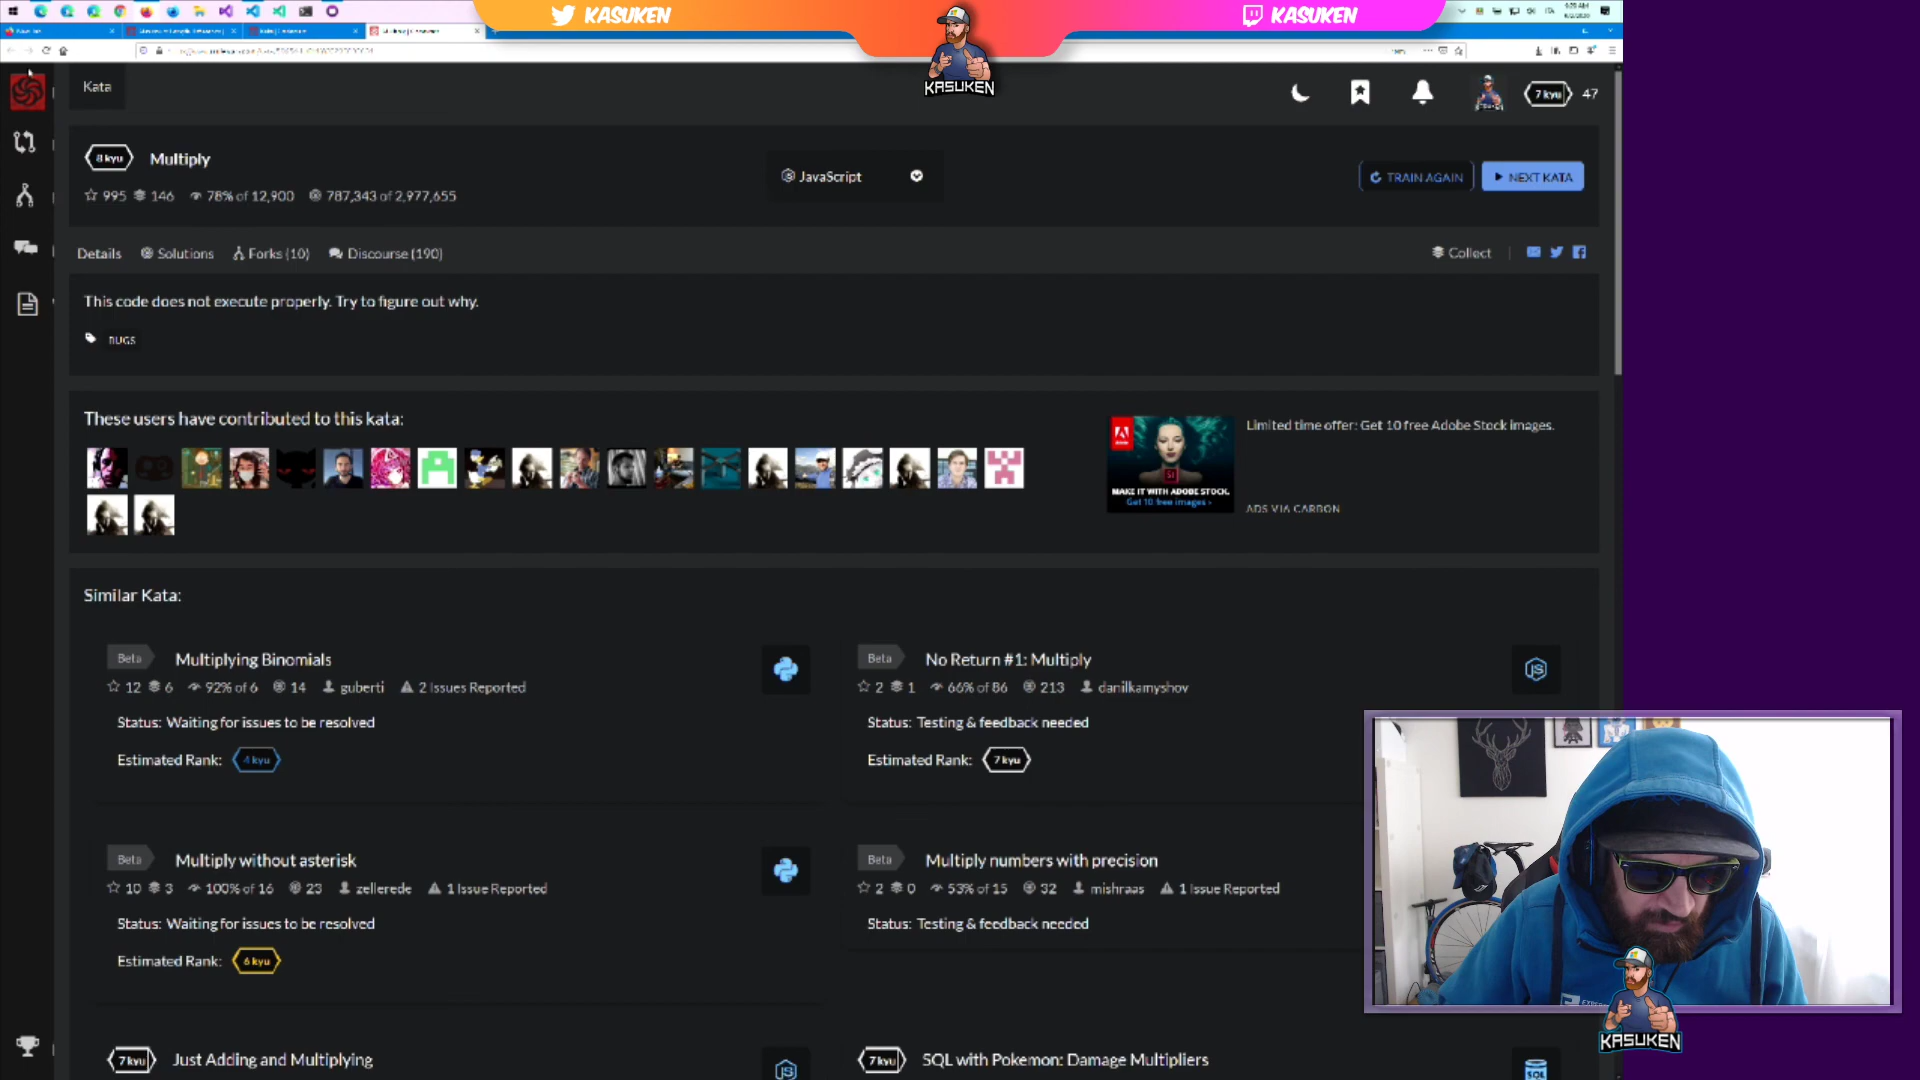 KASUKEN
KASUKEN
KASUKEN
Kata
7 kyu 47
8 kyu Multiply
995 146 78% of 12,900 787,343 of 2,977,655
JavaScript
TRAIN AGAIN
NEXT KATA
Details Solutions Forks (10) Discourse (190)
Collect
This code does not execute properly. Try to figure out why.
BUGS
These users have contributed to this kata:
MAKE IT WITH ADOBE STOCK.
Get 10 free images ›
Limited time offer: Get 10 free Adobe Stock images.
ADS VIA CARBON
Similar Kata:
Beta Multiplying Binomials
12 6 92% of 6 14 guberti 2 Issues Reported
Status: Waiting for issues to be resolved
Estimated Rank: 4 kyu
Beta No Return #1: Multiply
2 1 66% of 86 213 danilkamyshov
Status: Testing & feedback needed
Estimated Rank: 7 kyu
Beta Multiply without asterisk
10 3 100% of 16 23 zellerede 1 Issue Reported
Status: Waiting for issues to be resolved
Estimated Rank: 6 kyu
Beta Multiply numbers with precision
2 0 53% of 15 32 mishraas 1 Issue Reported
Status: Testing & feedback needed
7 kyu Just Adding and Multiplying
7 kyu SQL with Pokemon: Damage Multipliers
SQL
KASUKEN